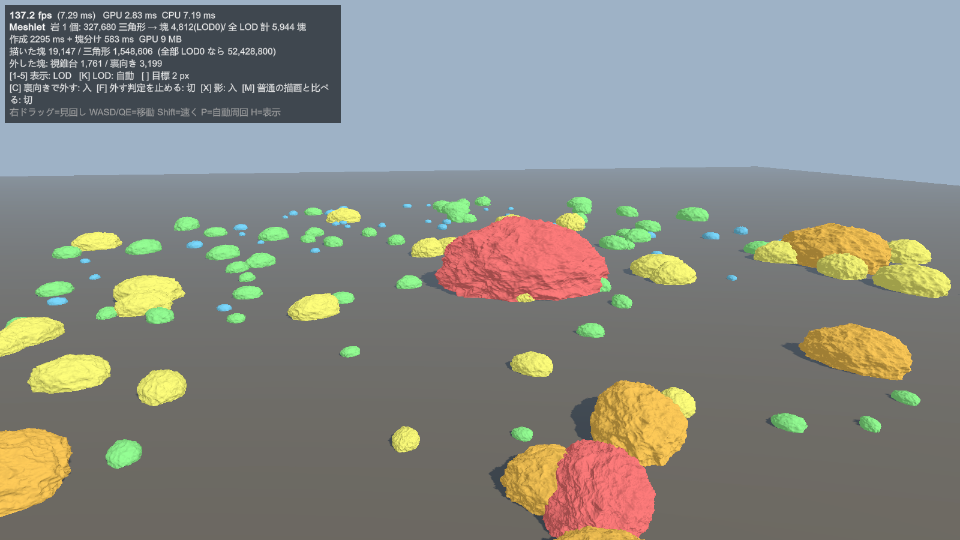 137.2 fps (7.29 ms) GPU 2.83 ms CPU 7.19 ms
Meshlet 岩 1 個: 327,680 三角形 → 塊 4,812(LOD0)/ 全 LOD 計 5,944 塊
作成 2295 ms + 塊分け 583 ms GPU 9 MB
描いた塊 19,147 / 三角形 1,548,606 (全部 LOD0 なら 52,428,800)
外した塊: 視錐台 1,761 / 裏向き 3,199
[1-5] 表示: LOD [K] LOD: 自動 [ ] 目標 2 px
[C] 裏向きで外す: 入 [F] 外す判定を止める: 切 [X] 影: 入 [M] 普通の描画と比べ
る: 切
右ドラッグ=見回し WASD/QE=移動 Shift=速く P=自動周回 H=表示